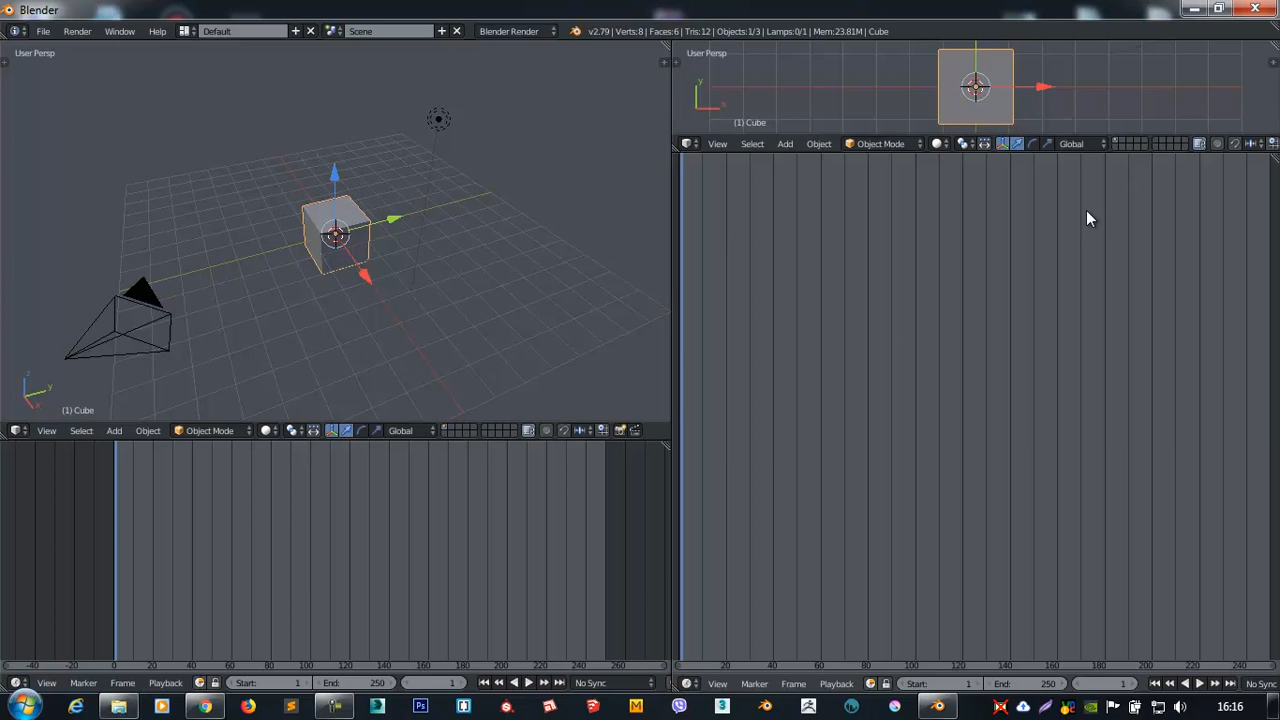 Blender
File Render Window Help Default Scene Blender Render v2.79 | Verts:8 | Faces:6 | Tris:12 | Objects:1/3 | Lamps:0/1 | Mem:23.81M | Cube
User Persp
User Persp
y
x
(1) Cube
View Select Add Object Object Mode Global
z
y
x
(1) Cube
View Select Add Object Object Mode Global
-40 -20 0 20 40 60 80 100 120 140 160 180 200 220 240 260
20 40 60 80 100 120 140 160 180 200 220 240
View Marker Frame Playback Start: 1 End: 250 1 No Sync
View Marker Frame Playback Start: 1 End: 250 1 No Sync
16:16